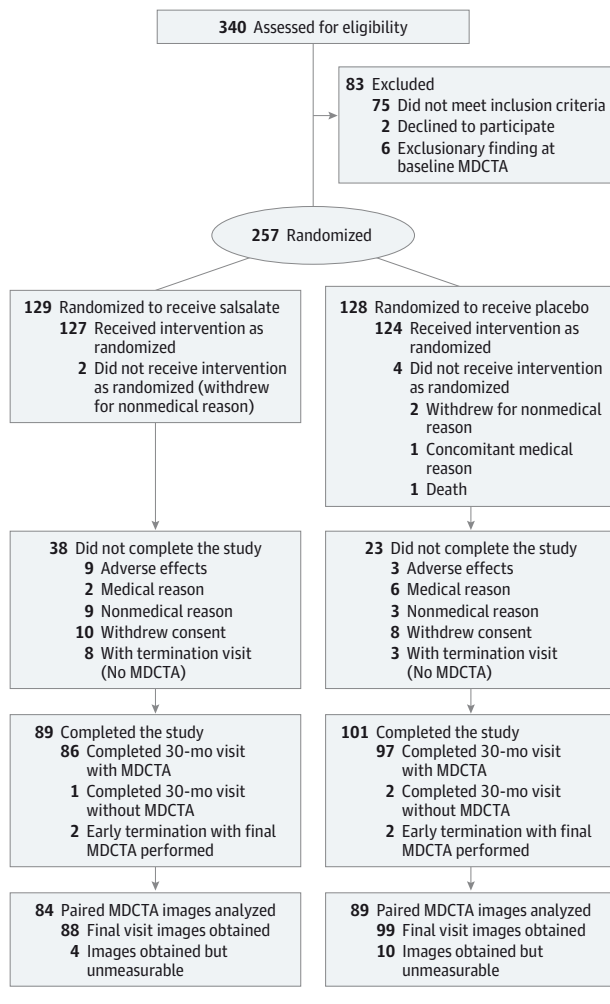 340 Assessed for eligibility
83 Excluded
75 Did not meet inclusion criteria
2 Declined to participate
6 Exclusionary finding at
baseline MDCTA
257 Randomized
129 Randomized to receive salsalate
127 Received intervention as
randomized
2 Did not receive intervention
as randomized (withdrew
for nonmedical reason)
128 Randomized to receive placebo
124 Received intervention as
randomized
4 Did not receive intervention
as randomized
2 Withdrew for nonmedical
reason
1 Concomitant medical
reason
1 Death
38 Did not complete the study
9 Adverse effects
2 Medical reason
9 Nonmedical reason
10 Withdrew consent
8 With termination visit
(No MDCTA)
23 Did not complete the study
3 Adverse effects
6 Medical reason
3 Nonmedical reason
8 Withdrew consent
3 With termination visit
(No MDCTA)
89 Completed the study
86 Completed 30-mo visit
with MDCTA
1 Completed 30-mo visit
without MDCTA
2 Early termination with final
MDCTA performed
101 Completed the study
97 Completed 30-mo visit
with MDCTA
2 Completed 30-mo visit
without MDCTA
2 Early termination with final
MDCTA performed
84 Paired MDCTA images analyzed
88 Final visit images obtained
4 Images obtained but
unmeasurable
89 Paired MDCTA images analyzed
99 Final visit images obtained
10 Images obtained but
unmeasurable